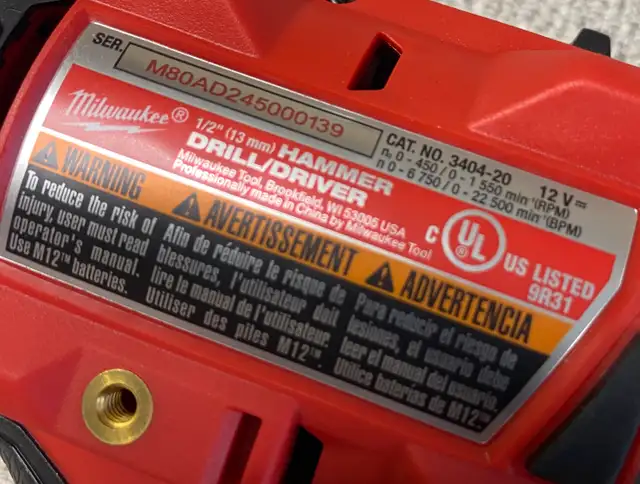 SER. M80AD245000139
Milwaukee®
1/2" (13 mm) HAMMER
DRILL/DRIVER
Milwaukee Tool, Brookfield, WI 53005 USA
Professionally made in China by Milwaukee Tool
CAT. NO. 3404-20 12 V⎓
n₀ 0 - 450 / 0 - 1 550 min⁻¹(RPM)
n 0 - 6 750 / 0 - 22 500 min⁻¹(BPM)
C UL® US LISTED
9R31
WARNING
To reduce the risk of
injury, user must read
operator's manual.
Use M12™ batteries.
AVERTISSEMENT
Afin de réduire le risque de
blessures, l'utilisateur doit
lire le manuel de l'utilisateur.
Utiliser des piles M12™.
ADVERTENCIA
Para reducir el riesgo de
lesiones, el usuario debe
leer el manual del usuario.
Utilice baterías de M12.™